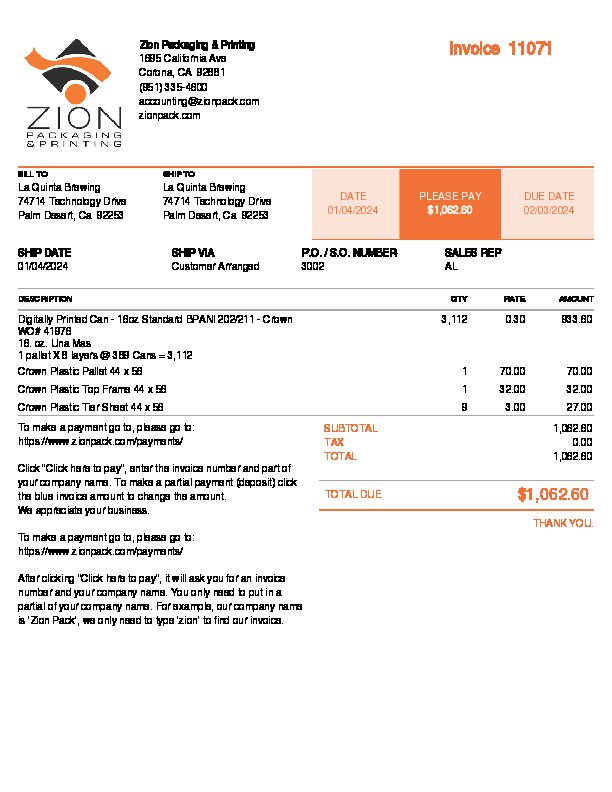 Zion Packaging & Printing
1695 California Ave
Corona, CA 92881
(951) 335-4600
accounting@zionpack.com
zionpack.com
Invoice 11071
ZION
PACKAGING
& PRINTING
BILL TO
La Quinta Brewing
74714 Technology Drive
Palm Desert, Ca 92253
SHIP TO
La Quinta Brewing
74714 Technology Drive
Palm Desert, Ca 92253
DATE
01/04/2024
PLEASE PAY
$1,062.60
DUE DATE
02/03/2024
SHIP DATE
01/04/2024
SHIP VIA
Customer Arranged
P.O. / S.O. NUMBER
3002
SALES REP
AL
DESCRIPTION QTY RATE AMOUNT
Digitally Printed Can - 16oz Standard BPANI 202/211 - Crown 3,112 0.30 933.60
WO# 41976
16. oz. Una Mas
1 pallet X 8 layers @ 389 Cans = 3,112
Crown Plastic Pallet 44 x 56 1 70.00 70.00
Crown Plastic Top Frame 44 x 56 1 32.00 32.00
Crown Plastic Tier Sheet 44 x 56 9 3.00 27.00
To make a payment go to, please go to:
https://www.zionpack.com/payments/
Click "Click here to pay", enter the invoice number and part of
your company name. To make a partial payment (deposit) click
the blue invoice amount to change the amount.
We appreciate your business.
To make a payment go to, please go to:
https://www.zionpack.com/payments/
After clicking "Click here to pay", it will ask you for an invoice
number and your company name. You only need to put in a
partial of your company name. For example, our company name
is 'Zion Pack', we only need to type 'zion' to find our invoice.
SUBTOTAL 1,062.60
TAX 0.00
TOTAL 1,062.60
TOTAL DUE $1,062.60
THANK YOU.